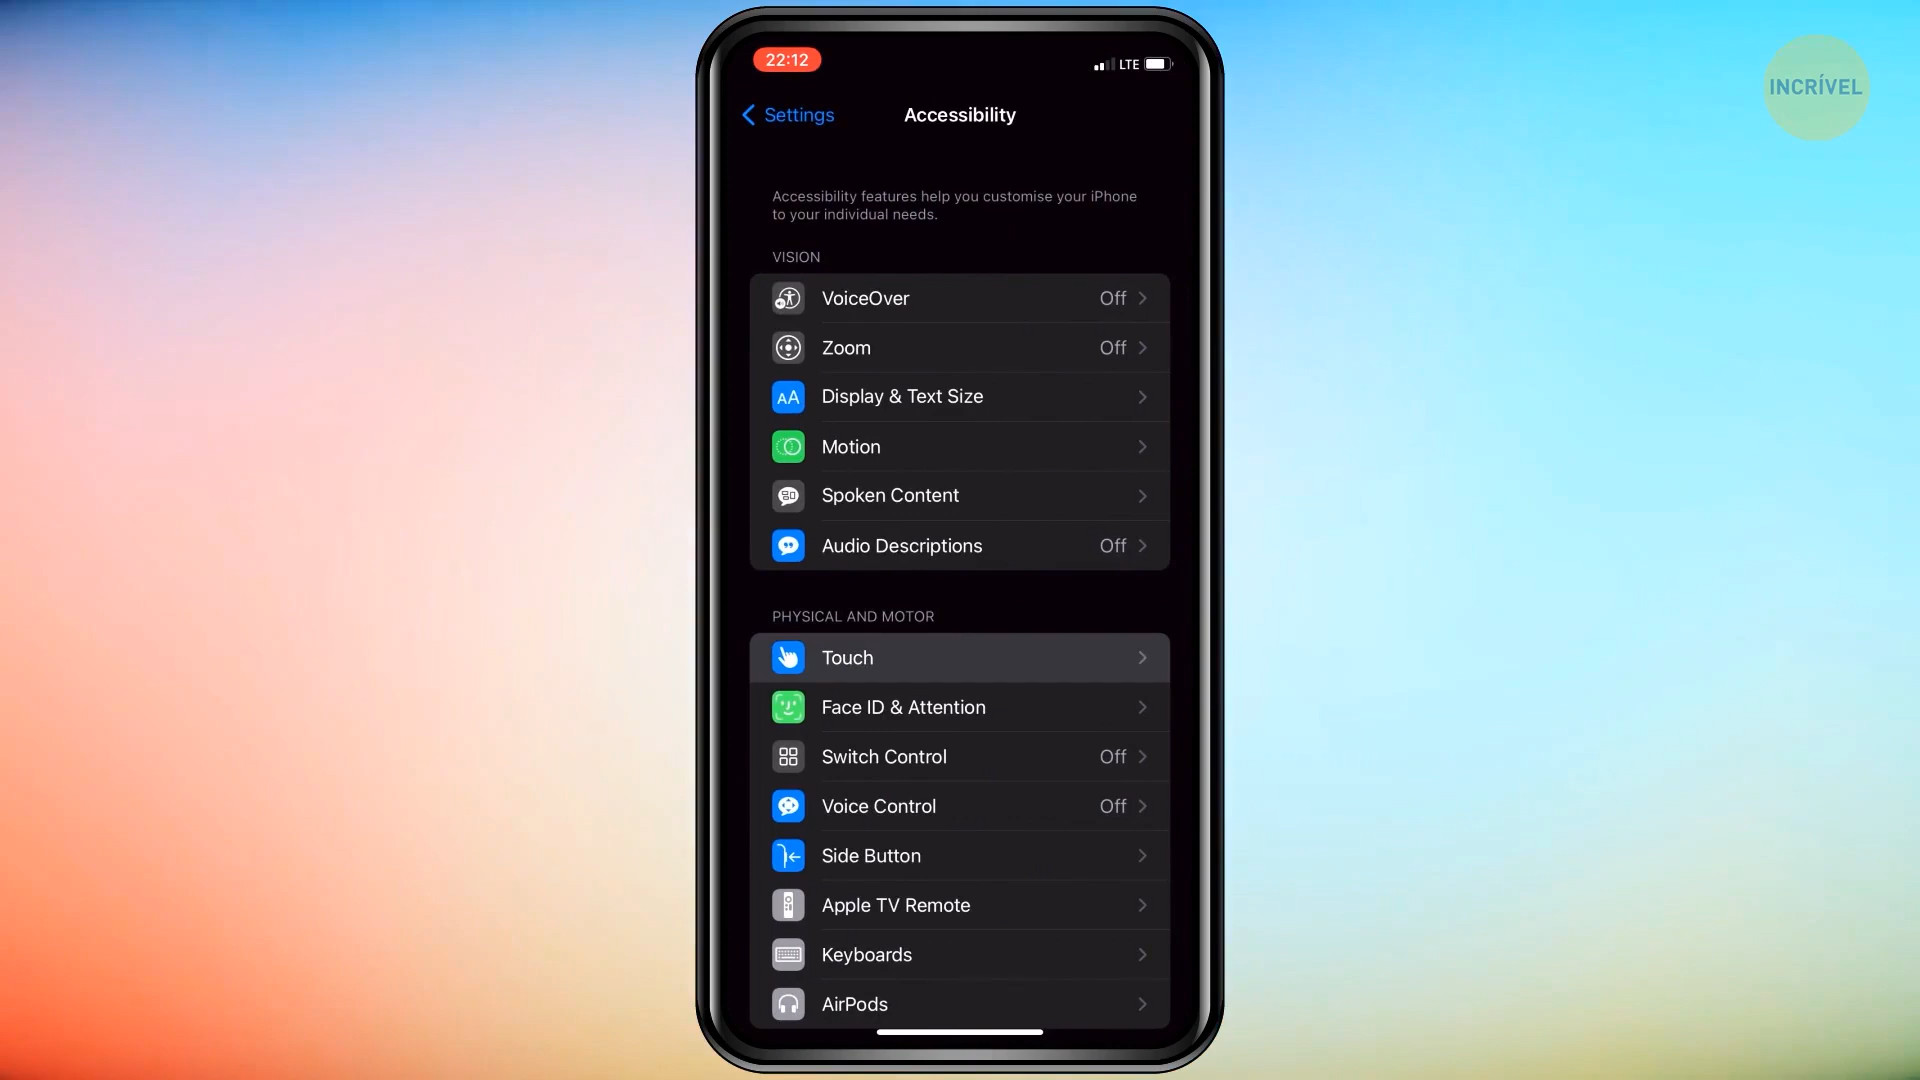 22:12
LTE
INCRÍVEL
Settings
Accessibility
Accessibility features help you customise your iPhone
to your individual needs.
VISION
VoiceOver Off
Zoom Off
AA Display & Text Size
Motion
Spoken Content
Audio Descriptions Off
PHYSICAL AND MOTOR
Touch
Face ID & Attention
Switch Control Off
Voice Control Off
Side Button
Apple TV Remote
Keyboards
AirPods